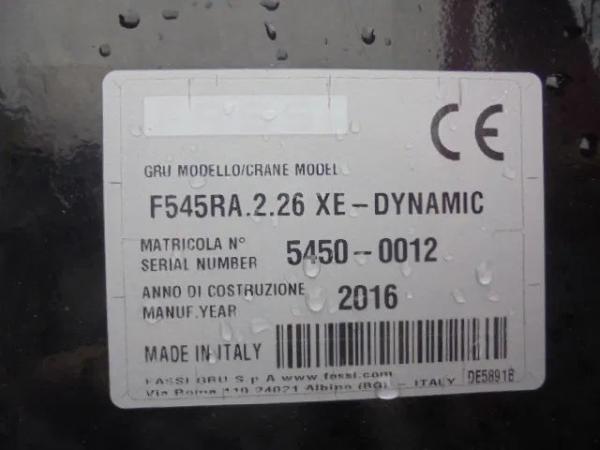 CE
GRU MODELLO/CRANE MODEL
F545RA.2.26 XE-DYNAMIC
MATRICOLA N°
SERIAL NUMBER 5450-0012
ANNO DI COSTRUZIONE
MANUF.YEAR 2016
MADE IN ITALY
FASSI GRU S.p.A www.fassi.com
Via Roma 110 24021 Albino (BG) - ITALY DE5891B